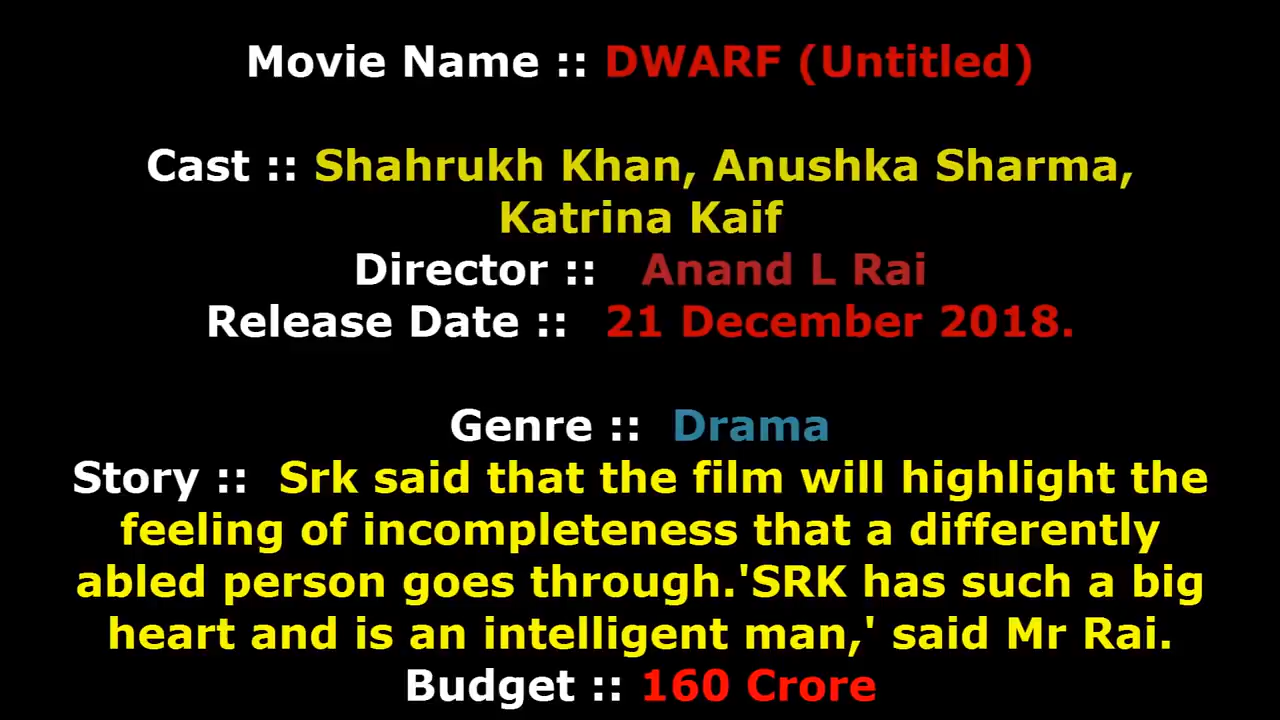 Movie Name :: DWARF (Untitled)
Cast :: Shahrukh Khan, Anushka Sharma,
Katrina Kaif
Director :: Anand L Rai
Release Date :: 21 December 2018.
Genre :: Drama
Story :: Srk said that the film will highlight the
feeling of incompleteness that a differently
abled person goes through.'SRK has such a big
heart and is an intelligent man,' said Mr Rai.
Budget :: 160 Crore